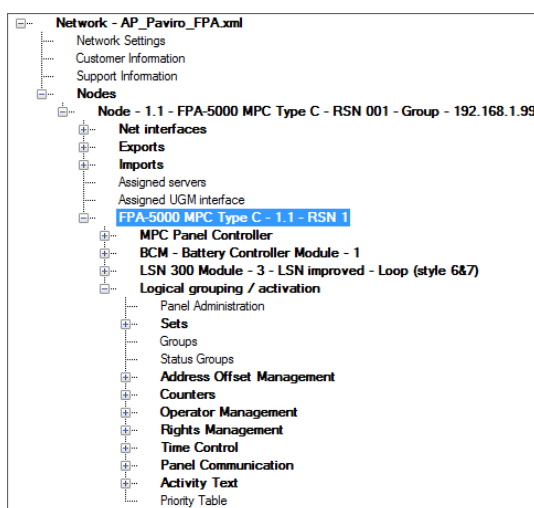 Network - AP_Paviro_FPA.xml
Network Settings
Customer Information
Support Information
Nodes
Node - 1.1 - FPA-5000 MPC Type C - RSN 001 - Group - 192.168.1.99
Net interfaces
Exports
Imports
Assigned servers
Assigned UGM interface
FPA-5000 MPC Type C - 1.1 - RSN 1
MPC Panel Controller
BCM - Battery Controller Module - 1
LSN 300 Module - 3 - LSN improved - Loop (style 6&7)
Logical grouping / activation
Panel Administration
Sets
Groups
Status Groups
Address Offset Management
Counters
Operator Management
Rights Management
Time Control
Panel Communication
Activity Text
Priority Table